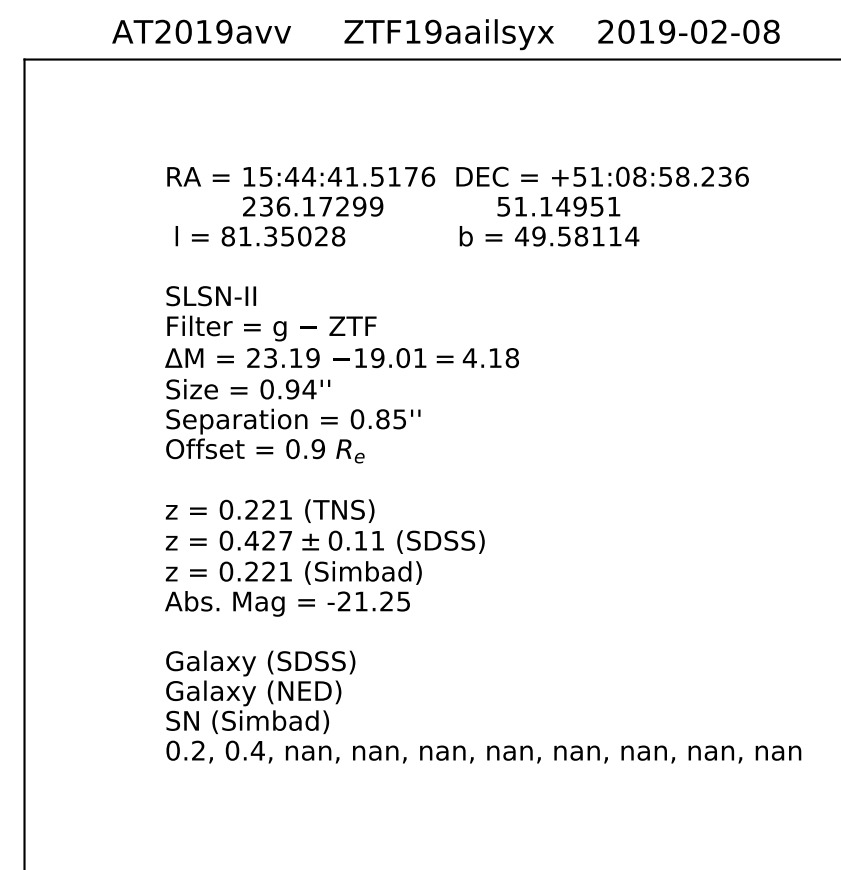 AT2019avv ZTF19aailsyx 2019-02-08
RA = 15:44:41.5176 DEC = +51:08:58.236
236.17299 51.14951
l = 81.35028 b = 49.58114
SLSN-II
Filter = g − ZTF
ΔM = 23.19 −19.01 = 4.18
Size = 0.94''
Separation = 0.85''
Offset = 0.9 Rₑ
z = 0.221 (TNS)
z = 0.427 ± 0.11 (SDSS)
z = 0.221 (Simbad)
Abs. Mag = -21.25
Galaxy (SDSS)
Galaxy (NED)
SN (Simbad)
0.2, 0.4, nan, nan, nan, nan, nan, nan, nan, nan